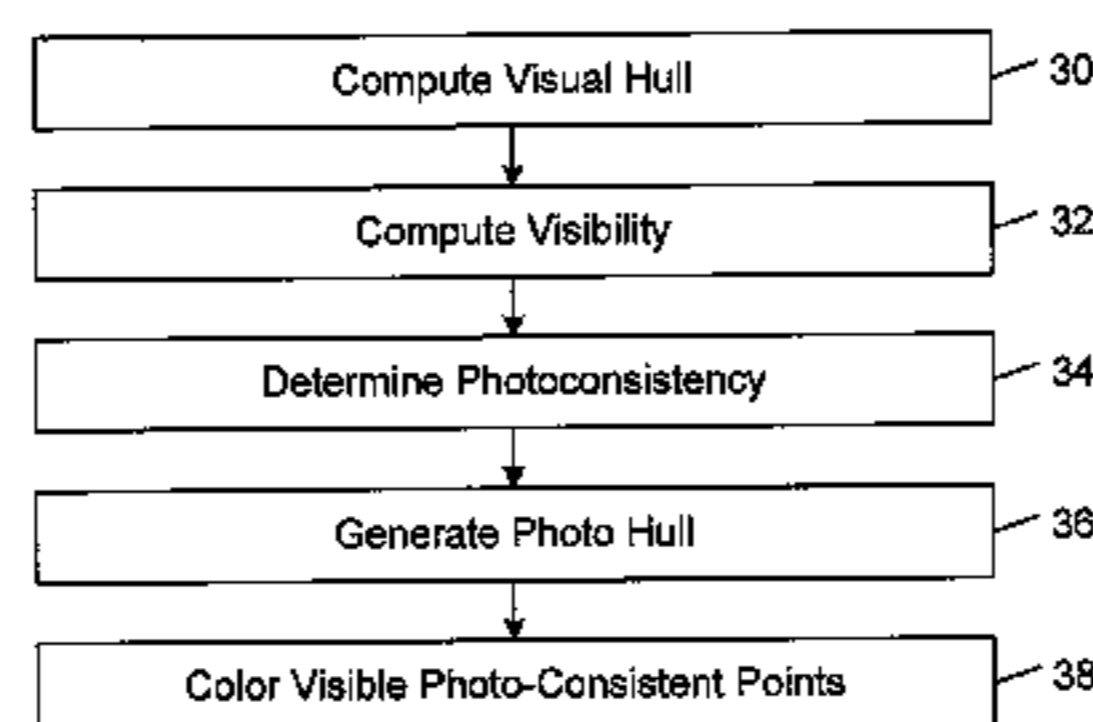 Compute Visual Hull 30
Compute Visibility 32
Determine Photoconsistency 34
Generate Photo Hull 36
Color Visible Photo-Consistent Points 38